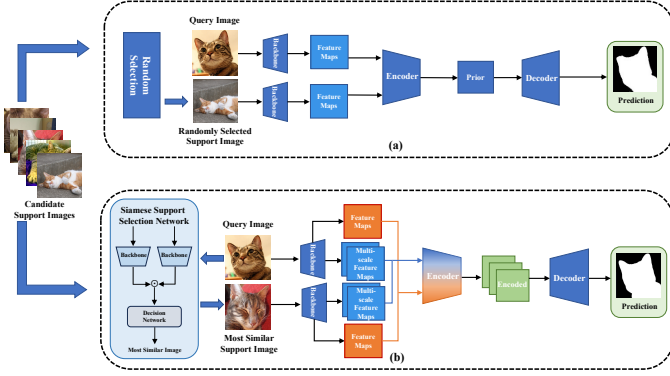 Query Image
Random
Selection
Backbone
Feature
Maps
Encoder
Prior
Decoder
Prediction
Backbone
Feature
Maps
Randomly Selected
Support Image
(a)
Candidate
Support Images
Siamese Support
Selection Network
Backbone
Backbone
Decision
Network
Most Similar Image
Query Image
Most Similar
Support Image
Backbone
Backbone
Feature
Maps
Multi-
scale
Feature
Maps
Multi-
scale
Feature
Maps
Feature
Maps
Encoder
Encoded
Decoder
Prediction
(b)